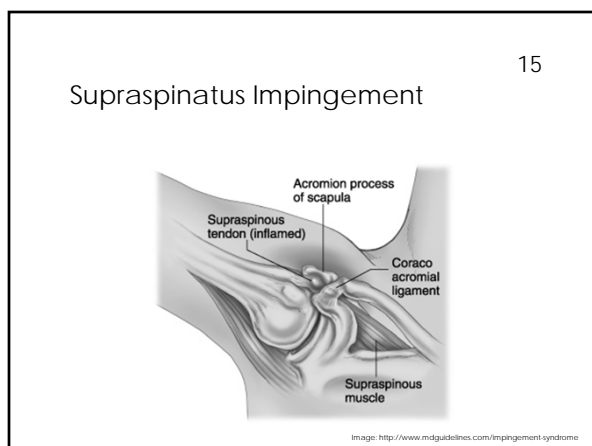 15
Supraspinatus Impingement
Acromion process
of scapula
Supraspinous
tendon (inflamed)
Coraco
acromial
ligament
Supraspinous
muscle
Image: http://www.mdguidelines.com/impingement-syndrome